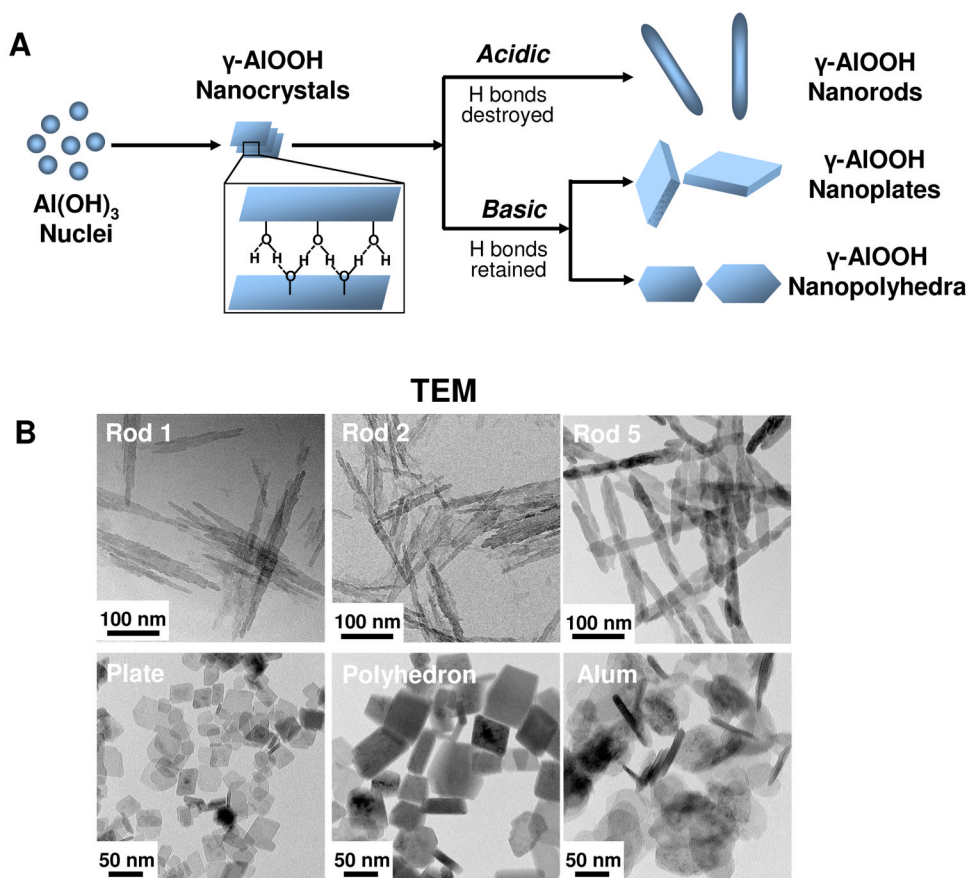 A
Al(OH)₃
Nuclei
γ-AlOOH
Nanocrystals
O
O
O
H
H
H
H
H
H
H
H
H
H
O
O
Acidic
H bonds
destroyed
Basic
H bonds
retained
γ-AlOOH
Nanorods
γ-AlOOH
Nanoplates
γ-AlOOH
Nanopolyhedra
TEM
B
Rod 1
100 nm
Rod 2
100 nm
Rod 5
100 nm
Plate
50 nm
Polyhedron
50 nm
Alum
50 nm